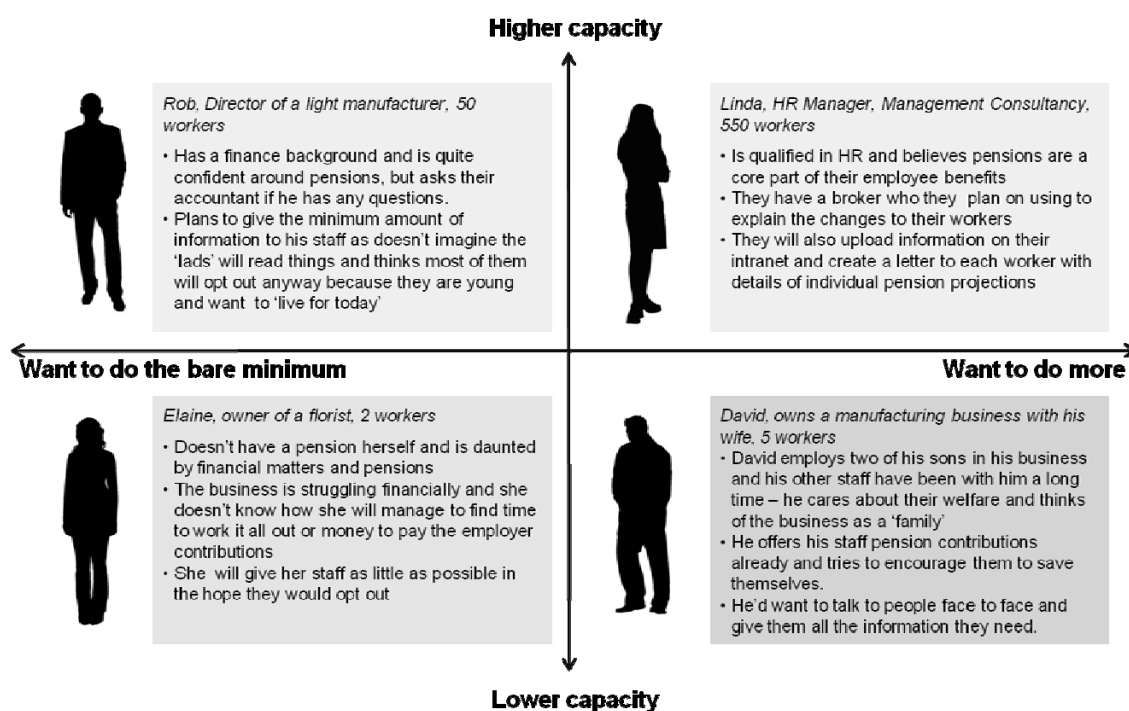 Higher capacity
Rob, Director of a light manufacturer, 50
workers
• Has a finance background and is quite
confident around pensions, but asks their
accountant if he has any questions.
• Plans to give the minimum amount of
information to his staff as doesn't imagine the
'lads' will read things and thinks most of them
will opt out anyway because they are young
and want to 'live for today'
Linda, HR Manager, Management Consultancy,
550 workers
• Is qualified in HR and believes pensions are a
core part of their employee benefits
• They have a broker who they plan on using to
explain the changes to their workers
• They will also upload information on their
intranet and create a letter to each worker with
details of individual pension projections
Want to do the bare minimum
Want to do more
Elaine, owner of a florist, 2 workers
• Doesn't have a pension herself and is daunted
by financial matters and pensions
• The business is struggling financially and she
doesn't know how she will manage to find time
to work it all out or money to pay the employer
contributions
• She will give her staff as little as possible in
the hope they would opt out
David, owns a manufacturing business with his
wife, 5 workers
• David employs two of his sons in his business
and his other staff have been with him a long
time – he cares about their welfare and thinks
of the business as a 'family'
• He offers his staff pension contributions
already and tries to encourage them to save
themselves.
• He'd want to talk to people face to face and
give them all the information they need.
Lower capacity